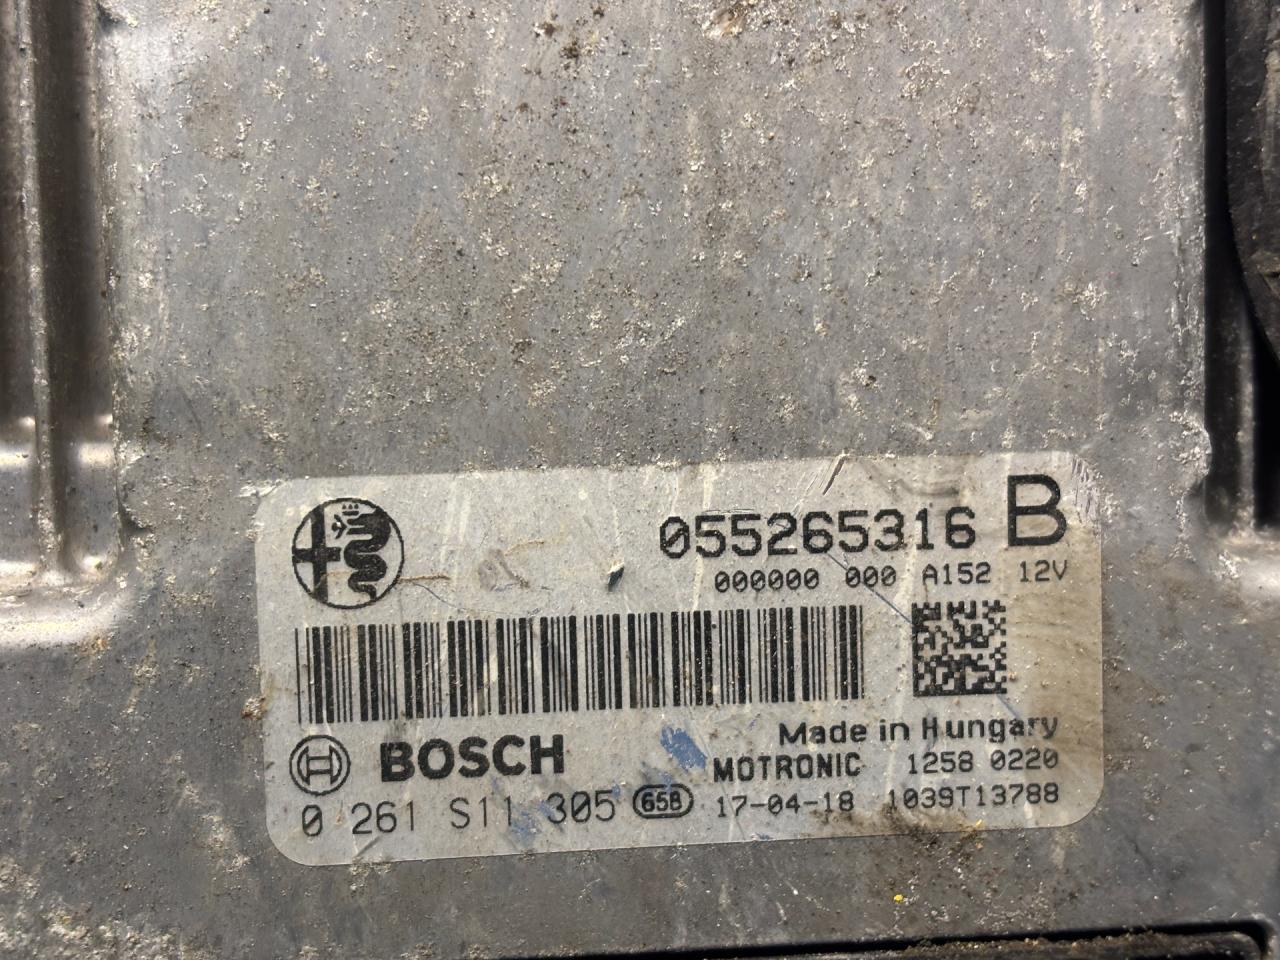 055265316 B
000000 000 A152 12V
Made in Hungary
BOSCH
MOTRONIC 1258 0220
0 261 S11 305 65B 17-04-18 1039T13788